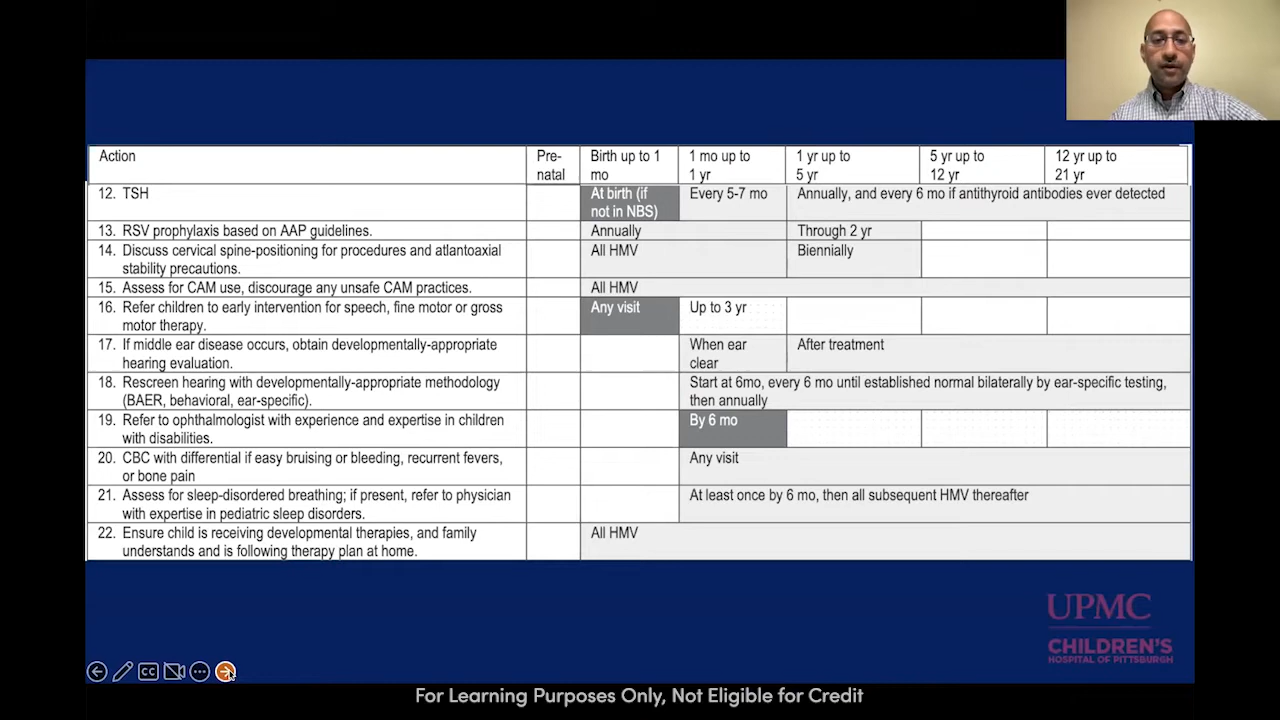 Action
Pre-
natal
Birth up to 1
mo
1 mo up to
1 yr
1 yr up to
5 yr
5 yr up to
12 yr
12 yr up to
21 yr
12. TSH
At birth (if
not in NBS)
Every 5-7 mo
Annually, and every 6 mo if antithyroid antibodies ever detected
13. RSV prophylaxis based on AAP guidelines.
Annually
Through 2 yr
14. Discuss cervical spine-positioning for procedures and atlantoaxial
stability precautions.
All HMV
Biennially
15. Assess for CAM use, discourage any unsafe CAM practices.
All HMV
16. Refer children to early intervention for speech, fine motor or gross
motor therapy.
Any visit
Up to 3 yr
17. If middle ear disease occurs, obtain developmentally-appropriate
hearing evaluation.
When ear
clear
After treatment
18. Rescreen hearing with developmentally-appropriate methodology
(BAER, behavioral, ear-specific).
Start at 6mo, every 6 mo until established normal bilaterally by ear-specific testing,
then annually
19. Refer to ophthalmologist with experience and expertise in children
with disabilities.
By 6 mo
20. CBC with differential if easy bruising or bleeding, recurrent fevers,
or bone pain
Any visit
21. Assess for sleep-disordered breathing; if present, refer to physician
with expertise in pediatric sleep disorders.
At least once by 6 mo, then all subsequent HMV thereafter
22. Ensure child is receiving developmental therapies, and family
understands and is following therapy plan at home.
All HMV
UPMC
CHILDREN'S
HOSPITAL OF PITTSBURGH
CC
For Learning Purposes Only, Not Eligible for Credit